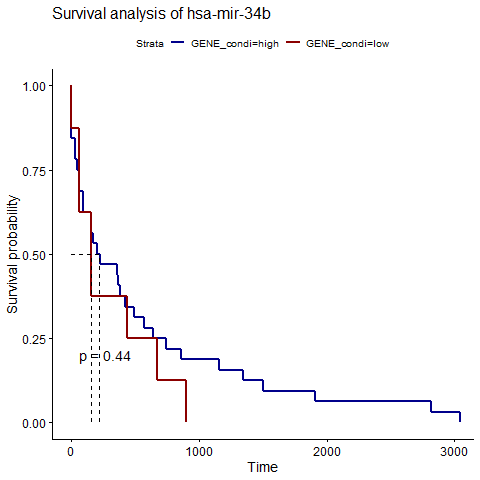 Survival analysis of hsa-mir-34b
Strata GENE_condi=high GENE_condi=low
1.00
0.75
0.50
0.25
0.00
Survival probability
p = 0.44
0 1000 2000 3000
Time